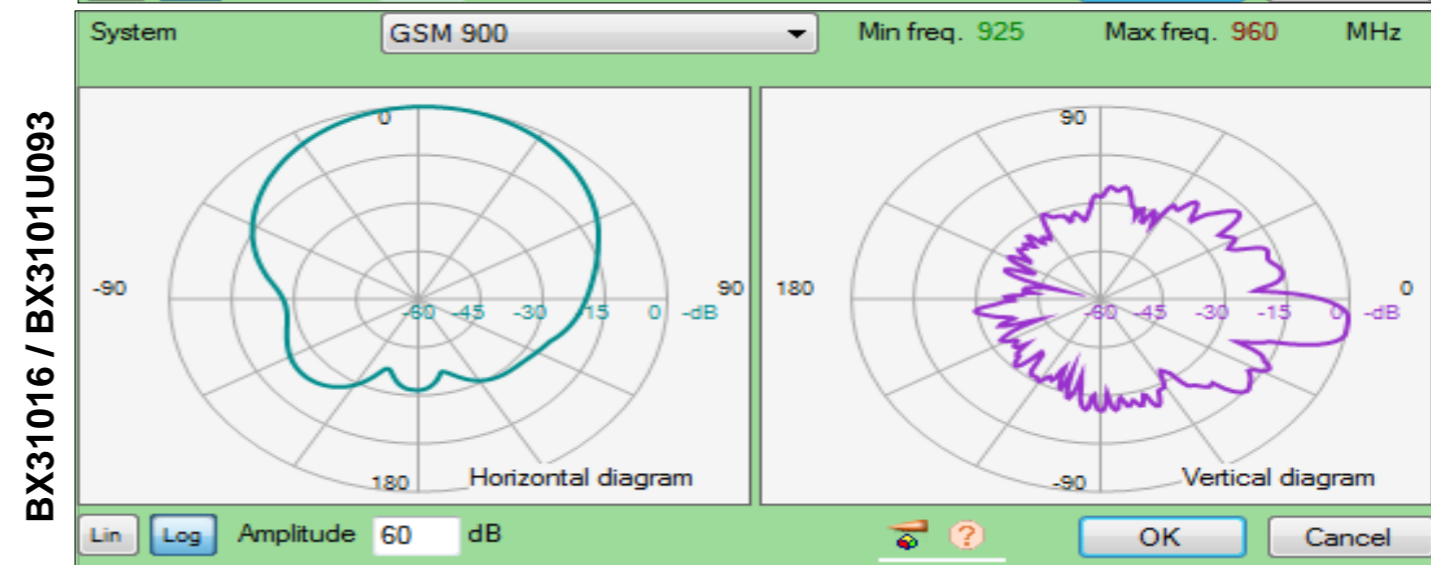 BX31016 / BX3101U093
System GSM 900 Min freq. 925 Max freq. 960 MHz
0
-90 90
-60 -45 -30 -15 0 -dB
180 Horizontal diagram
90
180 0
-60 -45 -30 -15 0 -dB
-90 Vertical diagram
Lin Log Amplitude 60 dB ? OK Cancel